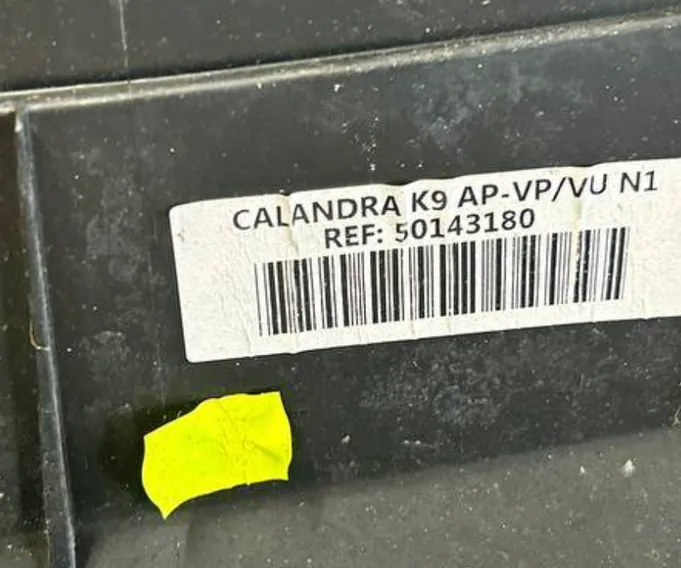 CALANDRA K9 AP-VP/VU N1
REF: 50143180